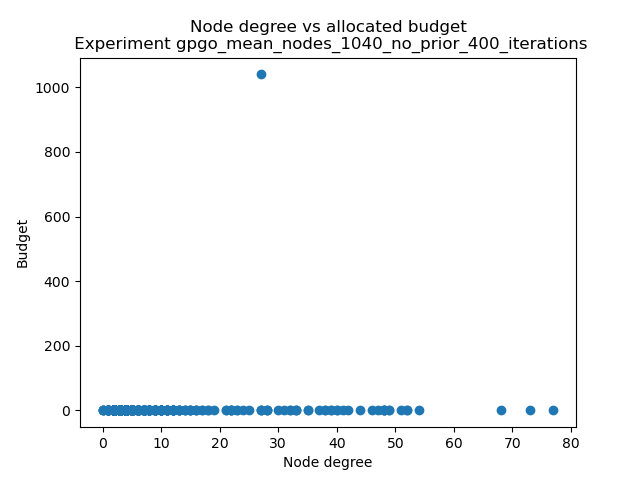 Node degree vs allocated budget
Experiment gpgo_mean_nodes_1040_no_prior_400_iterations
1000
800
600
400
200
0
Budget
0 10 20 30 40 50 60 70 80
Node degree